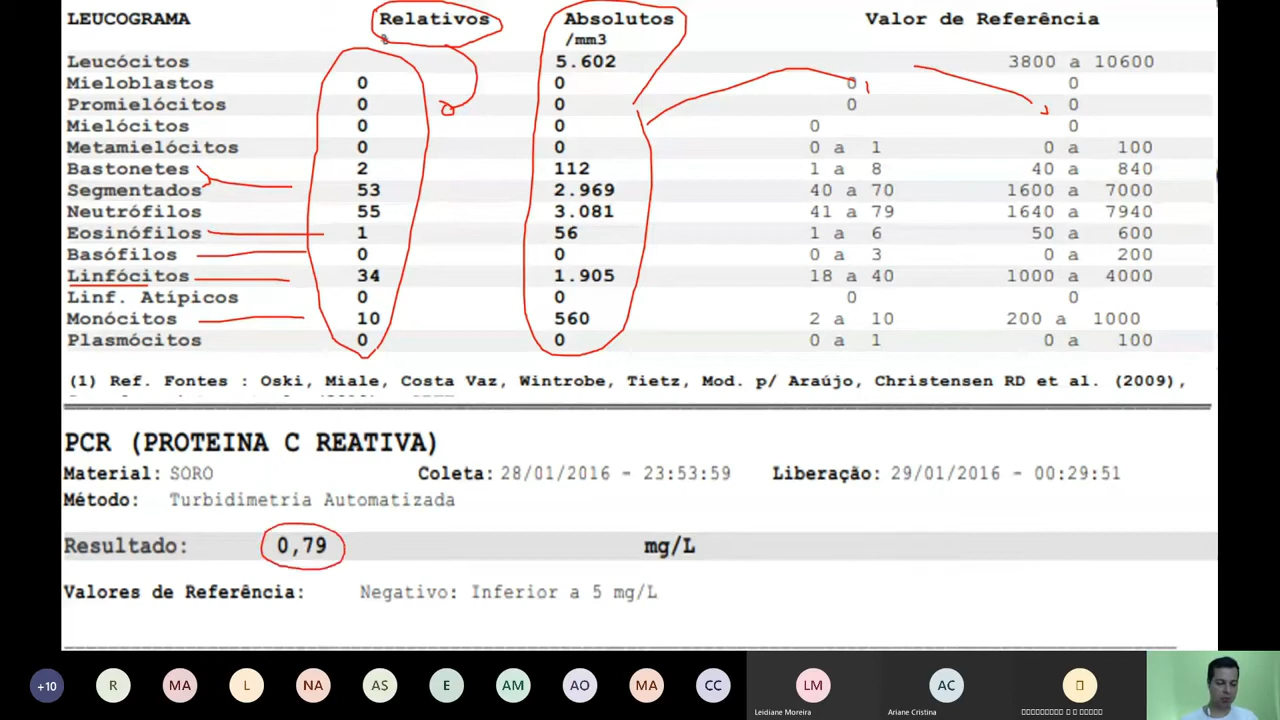 LEUCOGRAMA Relativos Absolutos Valor de Referência
% /mm3
Leucócitos 5.602 3800 a 10600
Mieloblastos 0 0 0 0
Promielócitos 0 0 0 0
Mielócitos 0 0 0 0
Metamielócitos 0 0 0 a 1 0 a 100
Bastonetes 2 112 1 a 8 40 a 840
Segmentados 53 2.969 40 a 70 1600 a 7000
Neutrófilos 55 3.081 41 a 79 1640 a 7940
Eosinófilos 1 56 1 a 6 50 a 600
Basófilos 0 0 0 a 3 0 a 200
Linfócitos 34 1.905 18 a 40 1000 a 4000
Linf. Atípicos 0 0 0 0
Monócitos 10 560 2 a 10 200 a 1000
Plasmócitos 0 0 0 a 1 0 a 100
(1) Ref. Fontes : Oski, Miale, Costa Vaz, Wintrobe, Tietz, Mod. p/ Araújo, Christensen RD et al. (2009),
PCR (PROTEINA C REATIVA)
Material: SORO Coleta: 28/01/2016 - 23:53:59 Liberação: 29/01/2016 - 00:29:51
Método: Turbidimetria Automatizada
Resultado: 0,79 mg/L
Valores de Referência: Negativo: Inferior a 5 mg/L
+10 R MA L NA AS E AM AO MA CC LM AC
Leidiane Moreira Ariane Cristina